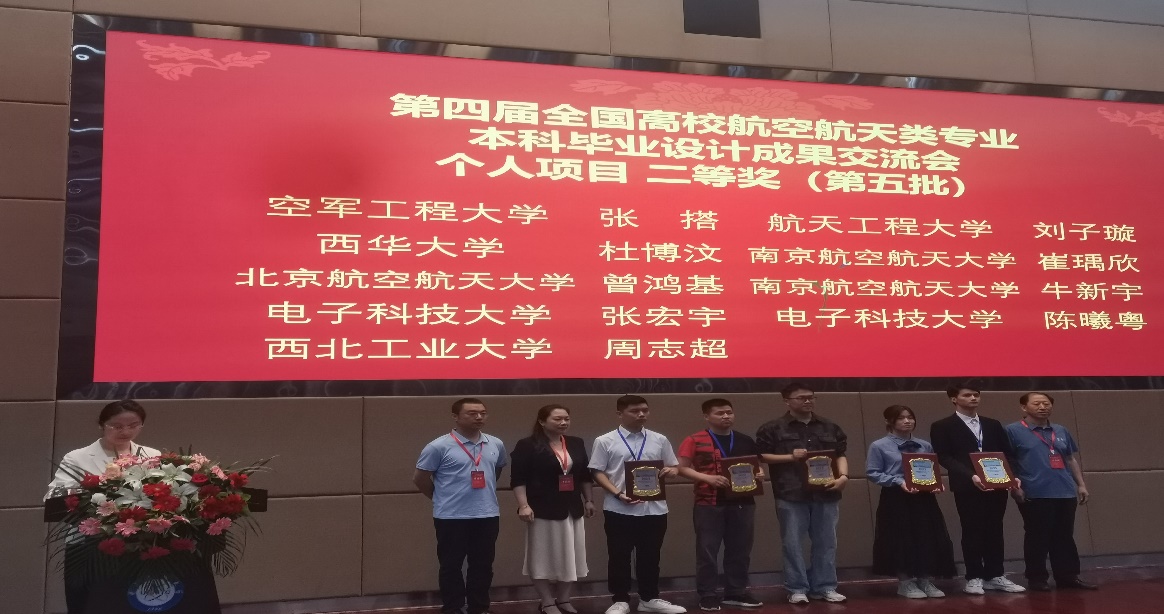 第四届全国高校航空航天类专业
本科毕业设计成果交流会
个人项目 二等奖（第五批）
空军工程大学 张 搭 航天工程大学 刘子璇
西华大学 杜博汶 南京航空航天大学 崔瑀欣
北京航空航天大学 曾鸿基 南京航空航天大学 牛新宇
电子科技大学 张宏宇 电子科技大学 陈曦粤
西北工业大学 周志超